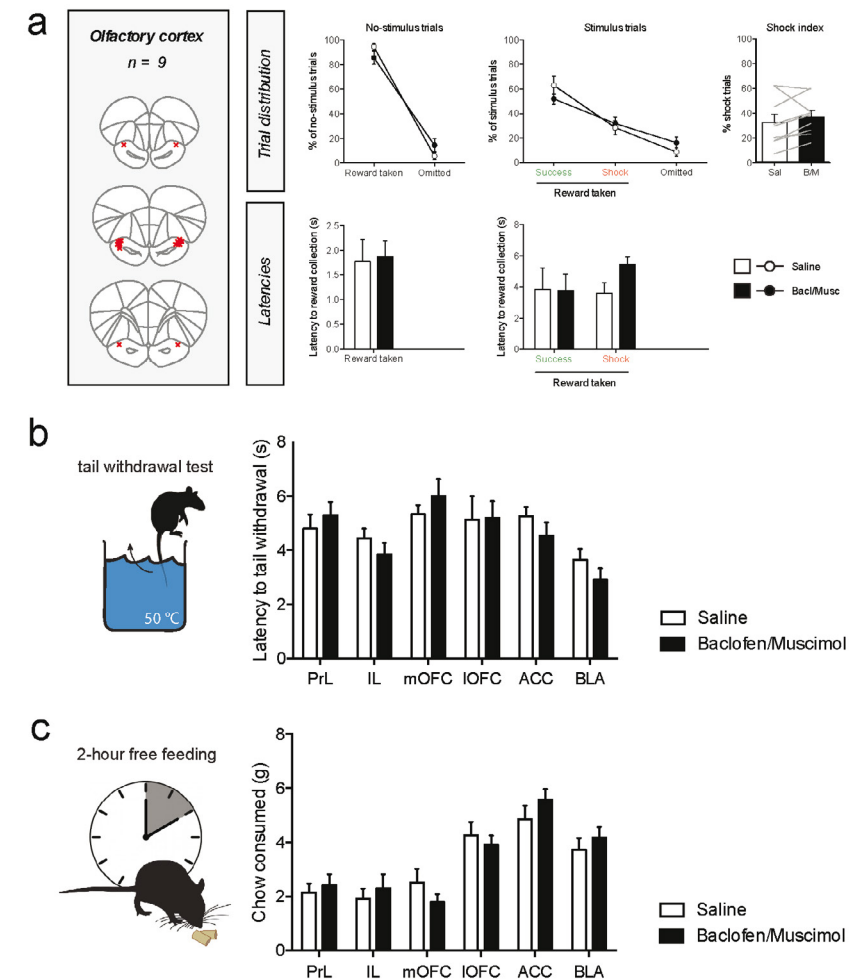 a
Olfactory cortex
n = 9
Trial distribution
Latencies
No-stimulus trials
% of no-stimulus trials
100
80
60
40
20
0
Reward taken
Omitted
Stimulus trials
% of stimulus trials
100
80
60
40
20
0
Success
Shock
Omitted
Reward taken
Shock index
% shock trials
100
80
60
40
20
0
Sal
B/M
Latency to reward collection (s)
2.5
2.0
1.5
1.0
0.5
0.0
Reward taken
Latency to reward collection (s)
8
6
4
2
0
Success
Shock
Reward taken
Saline
Bacl/Musc
b
tail withdrawal test
50 ºC
Latency to tail withdrawal (s)
8
6
4
2
0
PrL
IL
mOFC
lOFC
ACC
BLA
Saline
Baclofen/Muscimol
c
2-hour free feeding
Chow consumed (g)
8
6
4
2
0
PrL
IL
mOFC
lOFC
ACC
BLA
Saline
Baclofen/Muscimol